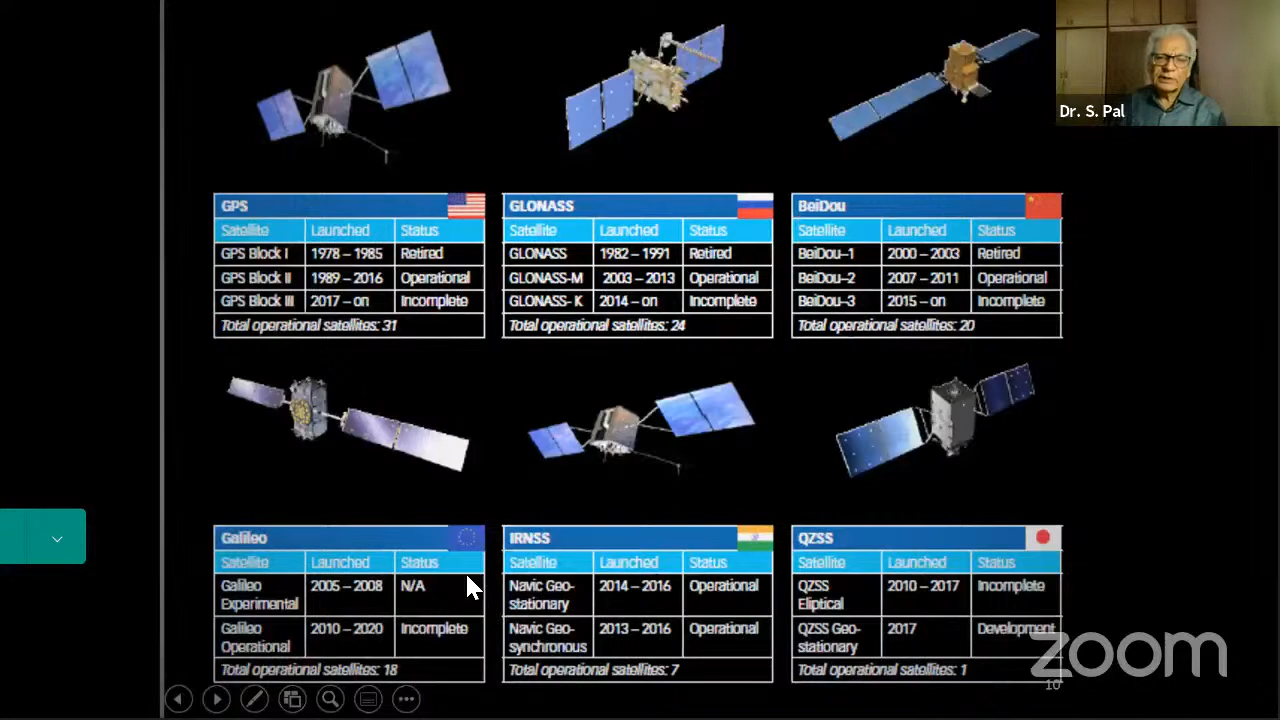 Dr. S. Pal
GPS
Satellite Launched Status
GPS Block I 1978 – 1985 Retired
GPS Block II 1989 – 2016 Operational
GPS Block III 2017 – on Incomplete
Total operational satellites: 31
GLONASS
Satellite Launched Status
GLONASS 1982 – 1991 Retired
GLONASS-M 2003 – 2013 Operational
GLONASS- K 2014 – on Incomplete
Total operational satellites: 24
BeiDou
Satellite Launched Status
BeiDou–1 2000 – 2003 Retired
BeiDou–2 2007 – 2011 Operational
BeiDou–3 2015 – on Incomplete
Total operational satellites: 20
Galileo
Satellite Launched Status
Galileo 2005 – 2008 N/A
Experimental
Galileo 2010 – 2020 Incomplete
Operational
Total operational satellites: 18
IRNSS
Satellite Launched Status
Navic Geo- 2014 – 2016 Operational
stationary
Navic Geo- 2013 – 2016 Operational
synchronous
Total operational satellites: 7
QZSS
Satellite Launched Status
QZSS 2010 – 2017 Incomplete
Eliptical
QZSS Geo- 2017 Development
stationary
Total operational satellites: 1
zoom
10